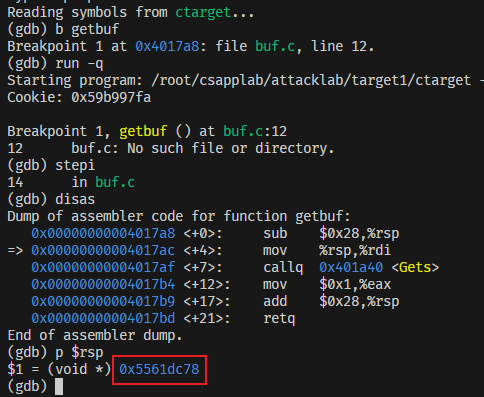 Reading symbols from ctarget...
(gdb) b getbuf
Breakpoint 1 at 0x4017a8: file buf.c, line 12.
(gdb) run -q
Starting program: /root/csapplab/attacklab/target1/ctarget -
Cookie: 0x59b997fa
Breakpoint 1, getbuf () at buf.c:12
12      buf.c: No such file or directory.
(gdb) stepi
14      in buf.c
(gdb) disas
Dump of assembler code for function getbuf:
   0x00000000004017a8 <+0>:     sub    $0x28,%rsp
=> 0x00000000004017ac <+4>:     mov    %rsp,%rdi
   0x00000000004017af <+7>:     callq  0x401a40 <Gets>
   0x00000000004017b4 <+12>:    mov    $0x1,%eax
   0x00000000004017b9 <+17>:    add    $0x28,%rsp
   0x00000000004017bd <+21>:    retq
End of assembler dump.
(gdb) p $rsp
$1 = (void *) 0x5561dc78
(gdb)